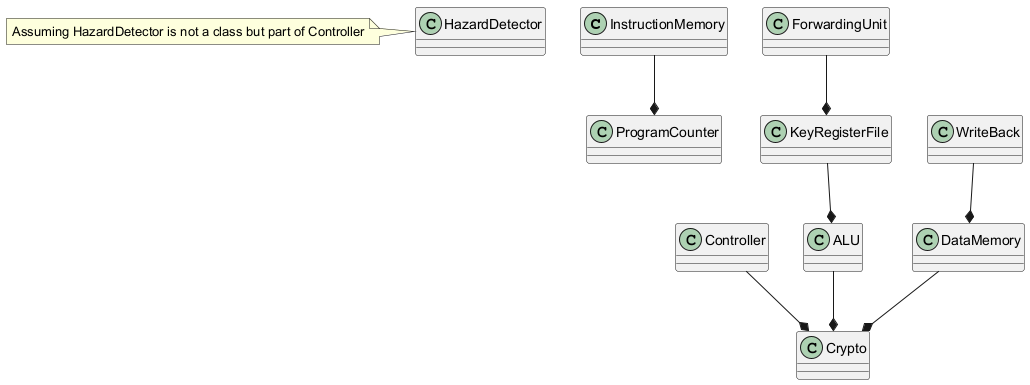 Assuming HazardDetector is not a class but part of Controller
C HazardDetector
C InstructionMemory
C ForwardingUnit
C ProgramCounter
C KeyRegisterFile
C WriteBack
C Controller
C ALU
C DataMemory
C Crypto